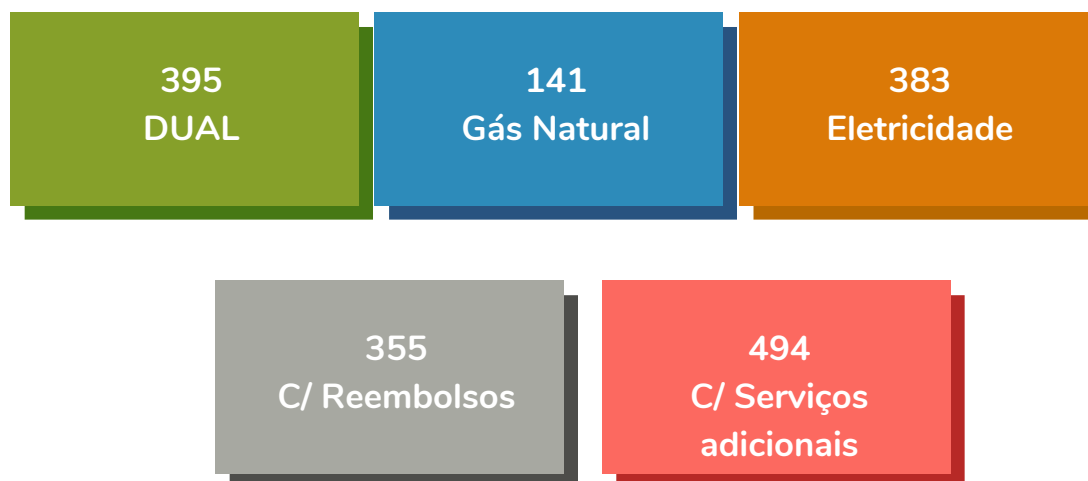 395
DUAL
141
Gás Natural
383
Eletricidade
355
C/ Reembolsos
494
C/ Serviços
adicionais